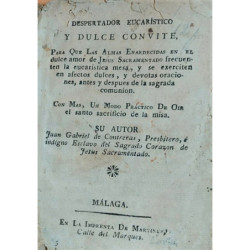 DESPERTADOR EUCARÍSTICO
Y DULCE CONVITE,
PARA QUE LAS ALMAS ENARDECIDAS EN EL
dulce amor de JESUS SACRAMENTADO frecuen-
ten la eucarística mesa, y se exerciten
en afectos dulces, y devotas oracio-
nes, antes y despues de la sagrada
comunion.
CON MAS, UN MODO PRÁCTICO DE OIR
el santo sacrificio de la misa.
SU AUTOR
Juan Gabriel de Contreras, Presbítero, é
indigno Esclavo del Sagrado Corazon de
Jesus Sacramentado.
MÁLAGA.
EN LA IMPRENTA DE MARTINEZ,
Calle del Marques.